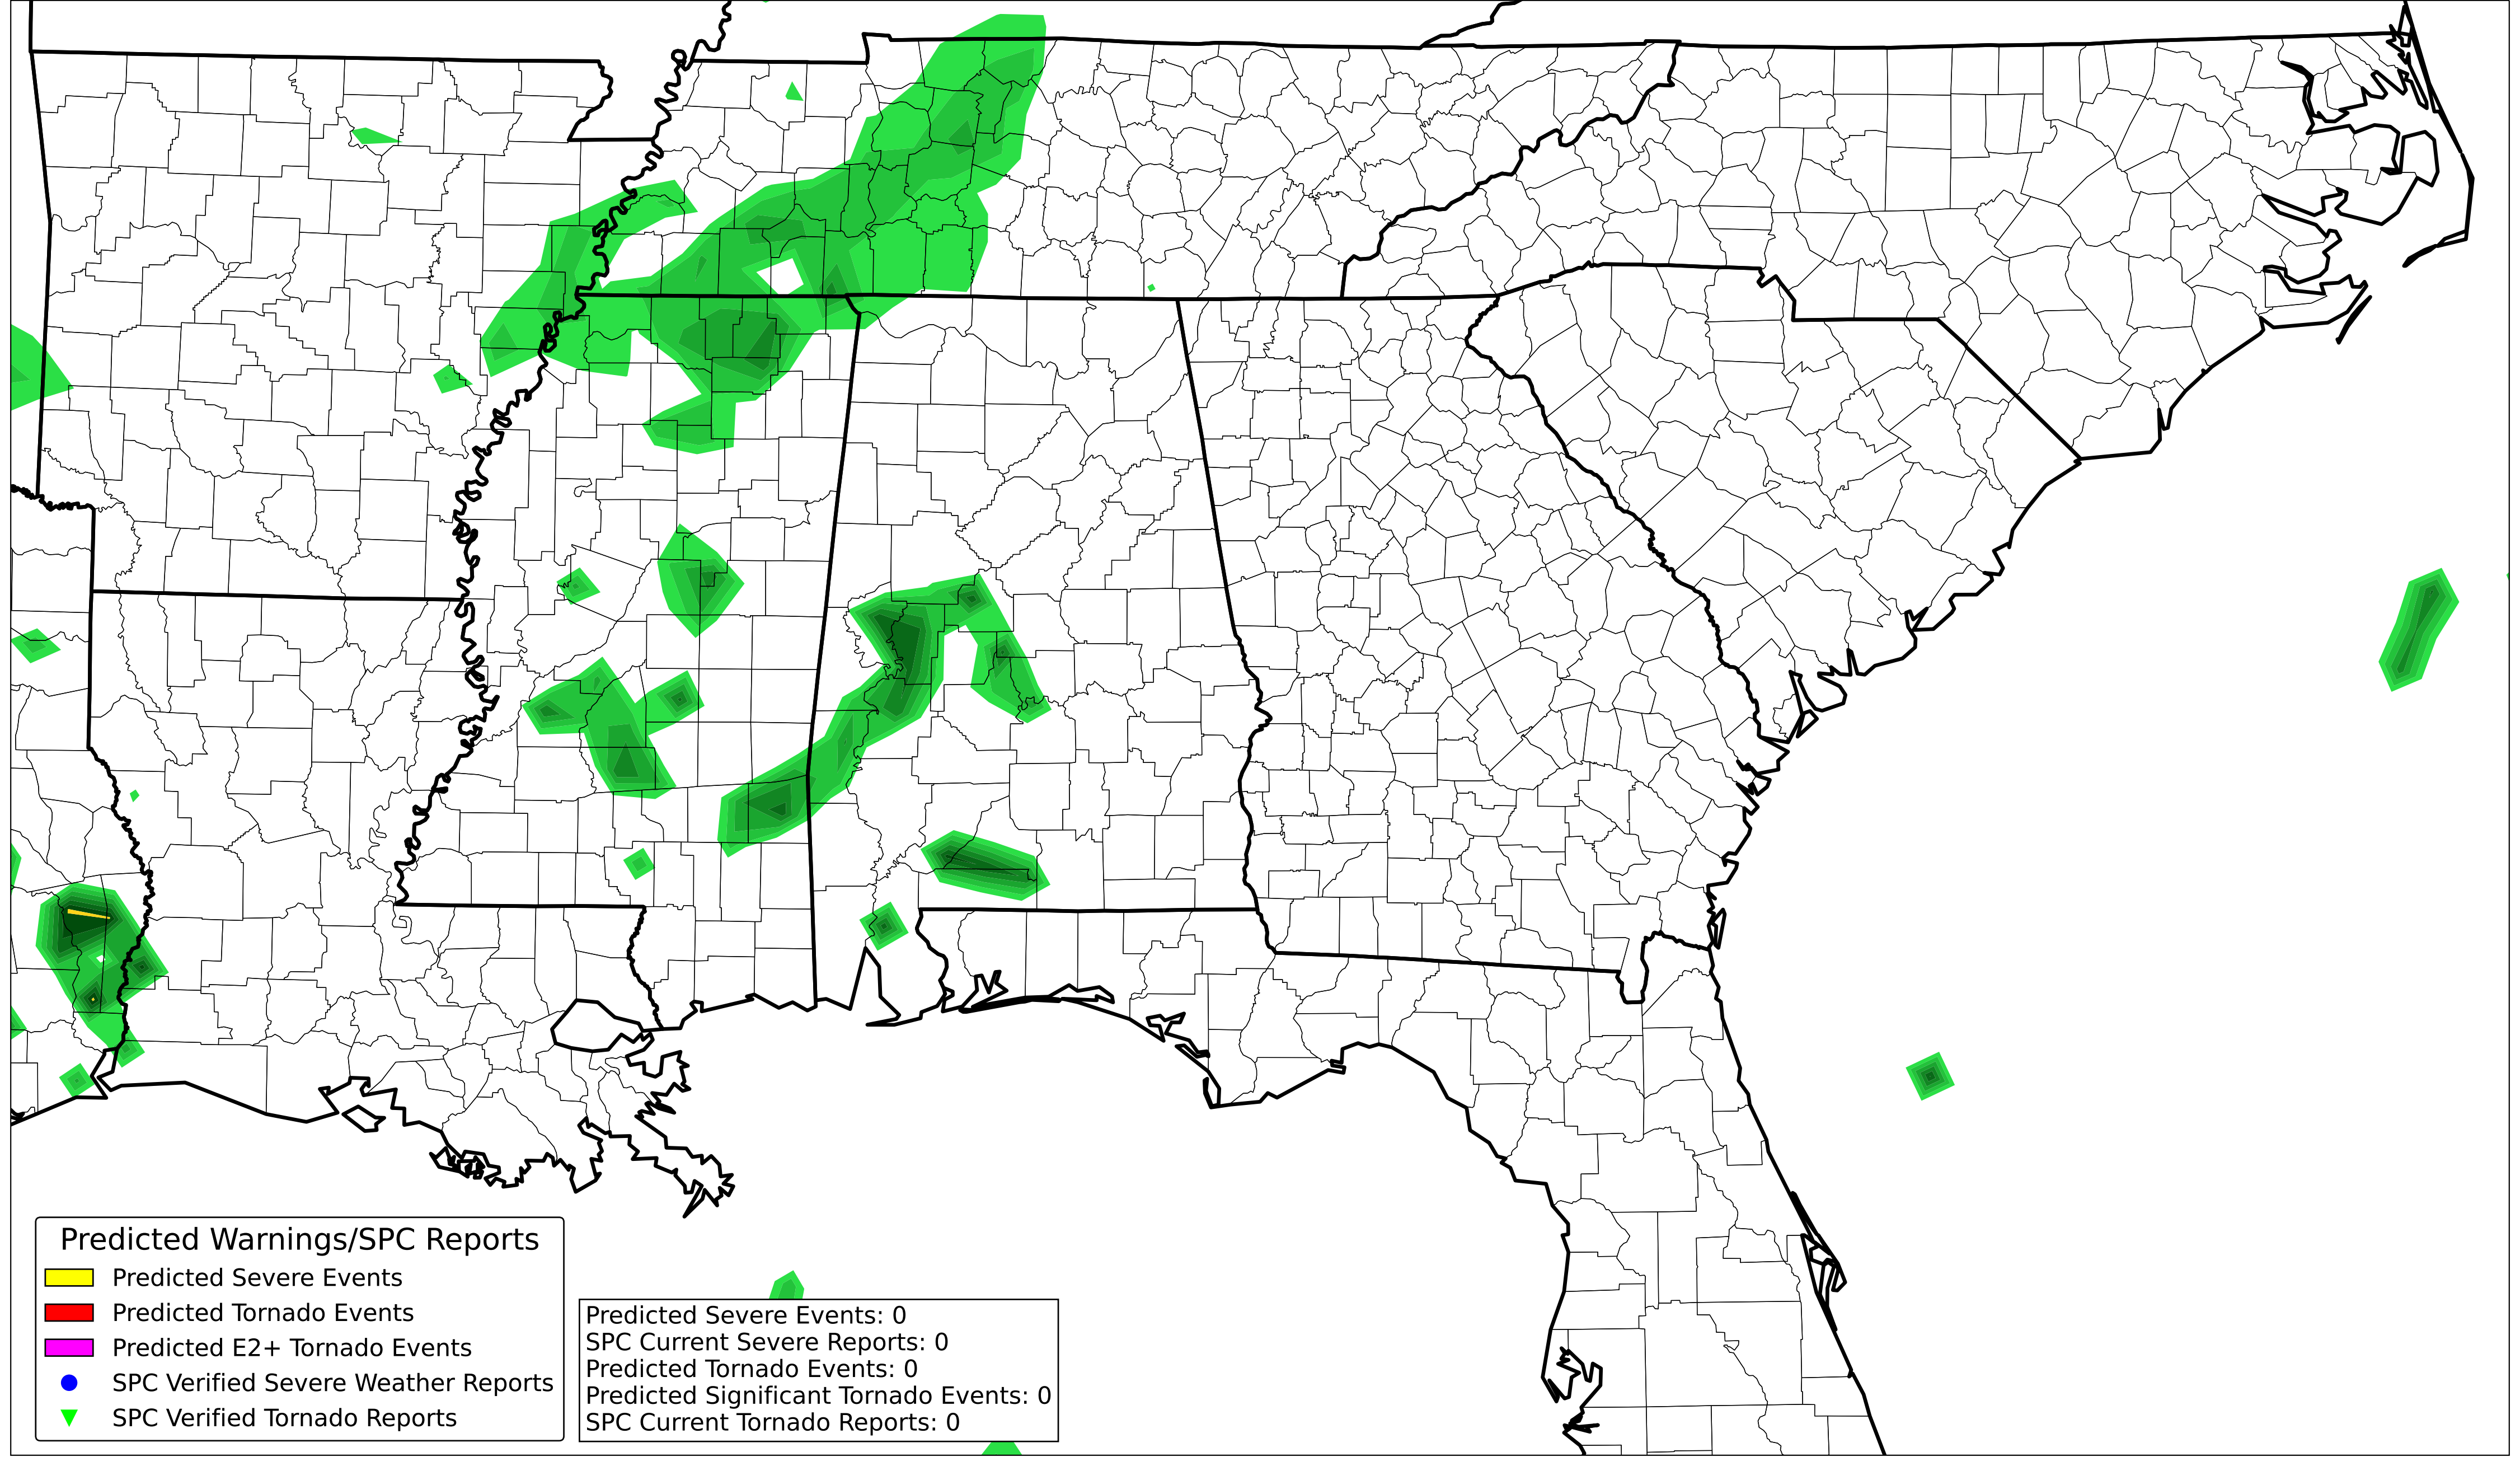 Predicted Warnings/SPC Reports
Predicted Severe Events
Predicted Tornado Events
Predicted E2+ Tornado Events
SPC Verified Severe Weather Reports
SPC Verified Tornado Reports
Predicted Severe Events: 0
SPC Current Severe Reports: 0
Predicted Tornado Events: 0
Predicted Significant Tornado Events: 0
SPC Current Tornado Reports: 0